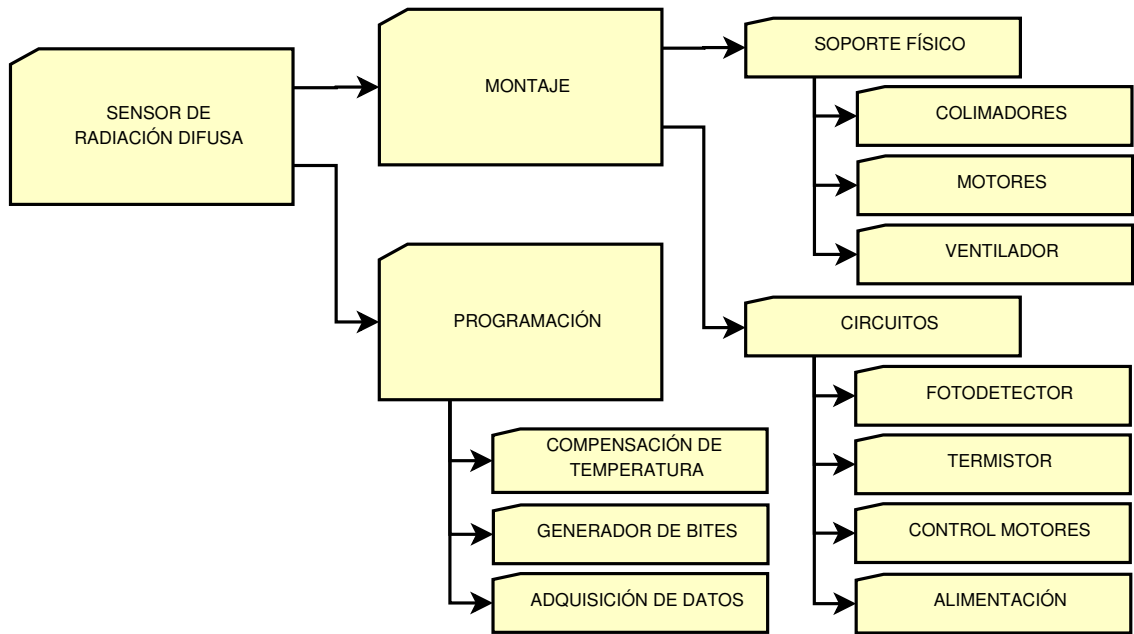 SENSOR DE
RADIACIÓN DIFUSA
MONTAJE
SOPORTE FÍSICO
COLIMADORES
MOTORES
VENTILADOR
CIRCUITOS
FOTODETECTOR
TERMISTOR
CONTROL MOTORES
ALIMENTACIÓN
PROGRAMACIÓN
COMPENSACIÓN DE
TEMPERATURA
GENERADOR DE BITES
ADQUISICIÓN DE DATOS